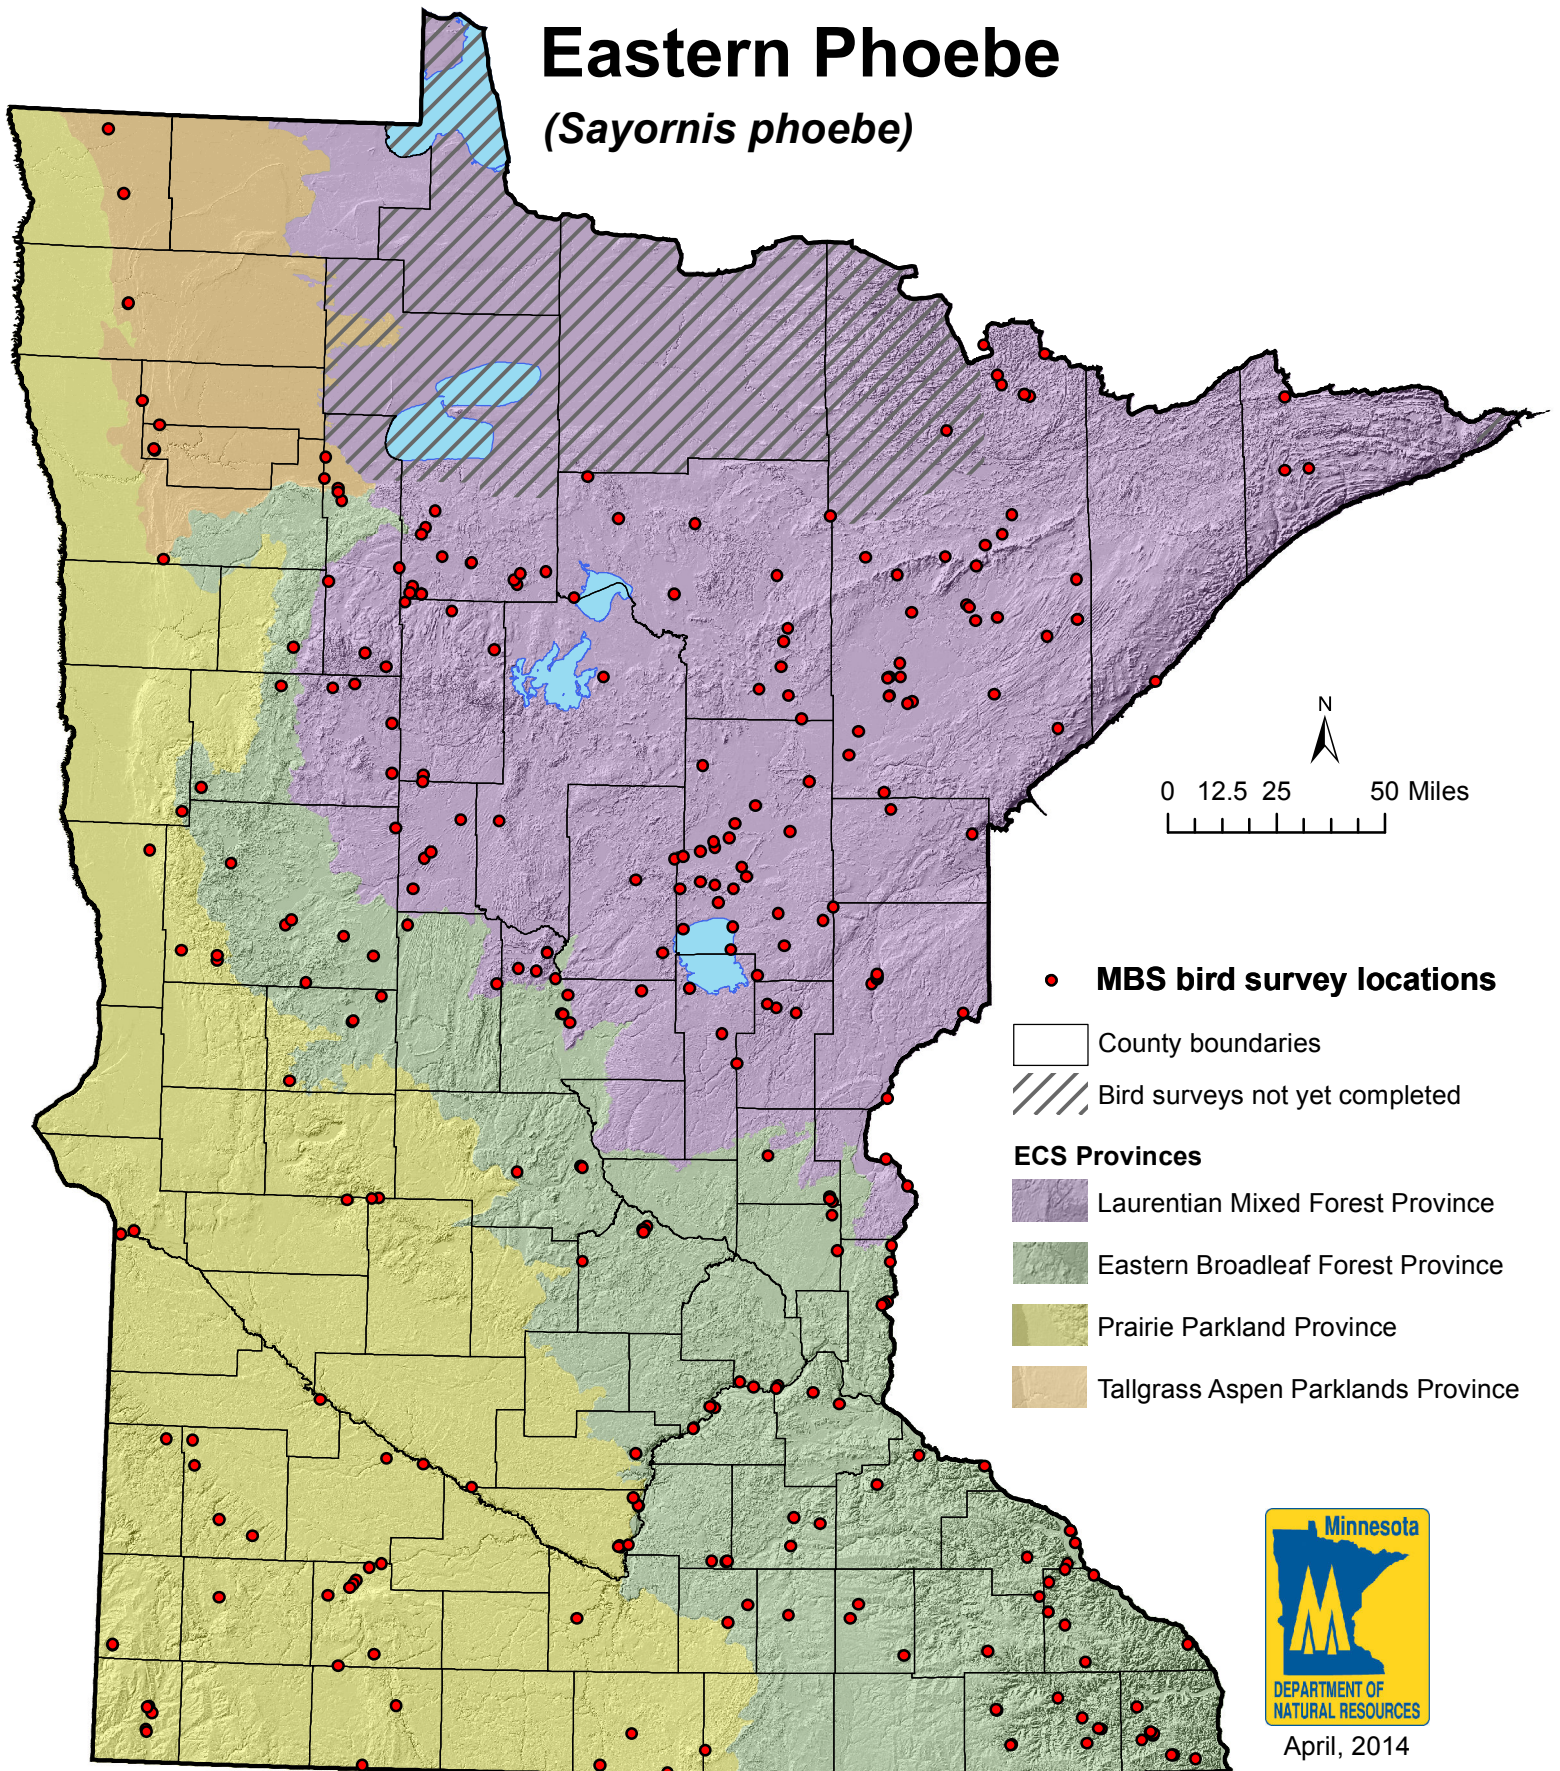 Eastern Phoebe
(Sayornis phoebe)
N
0 12.5 25 50 Miles
MBS bird survey locations
County boundaries
Bird surveys not yet completed
ECS Provinces
Laurentian Mixed Forest Province
Eastern Broadleaf Forest Province
Prairie Parkland Province
Tallgrass Aspen Parklands Province
Minnesota
DEPARTMENT OF
NATURAL RESOURCES
April, 2014